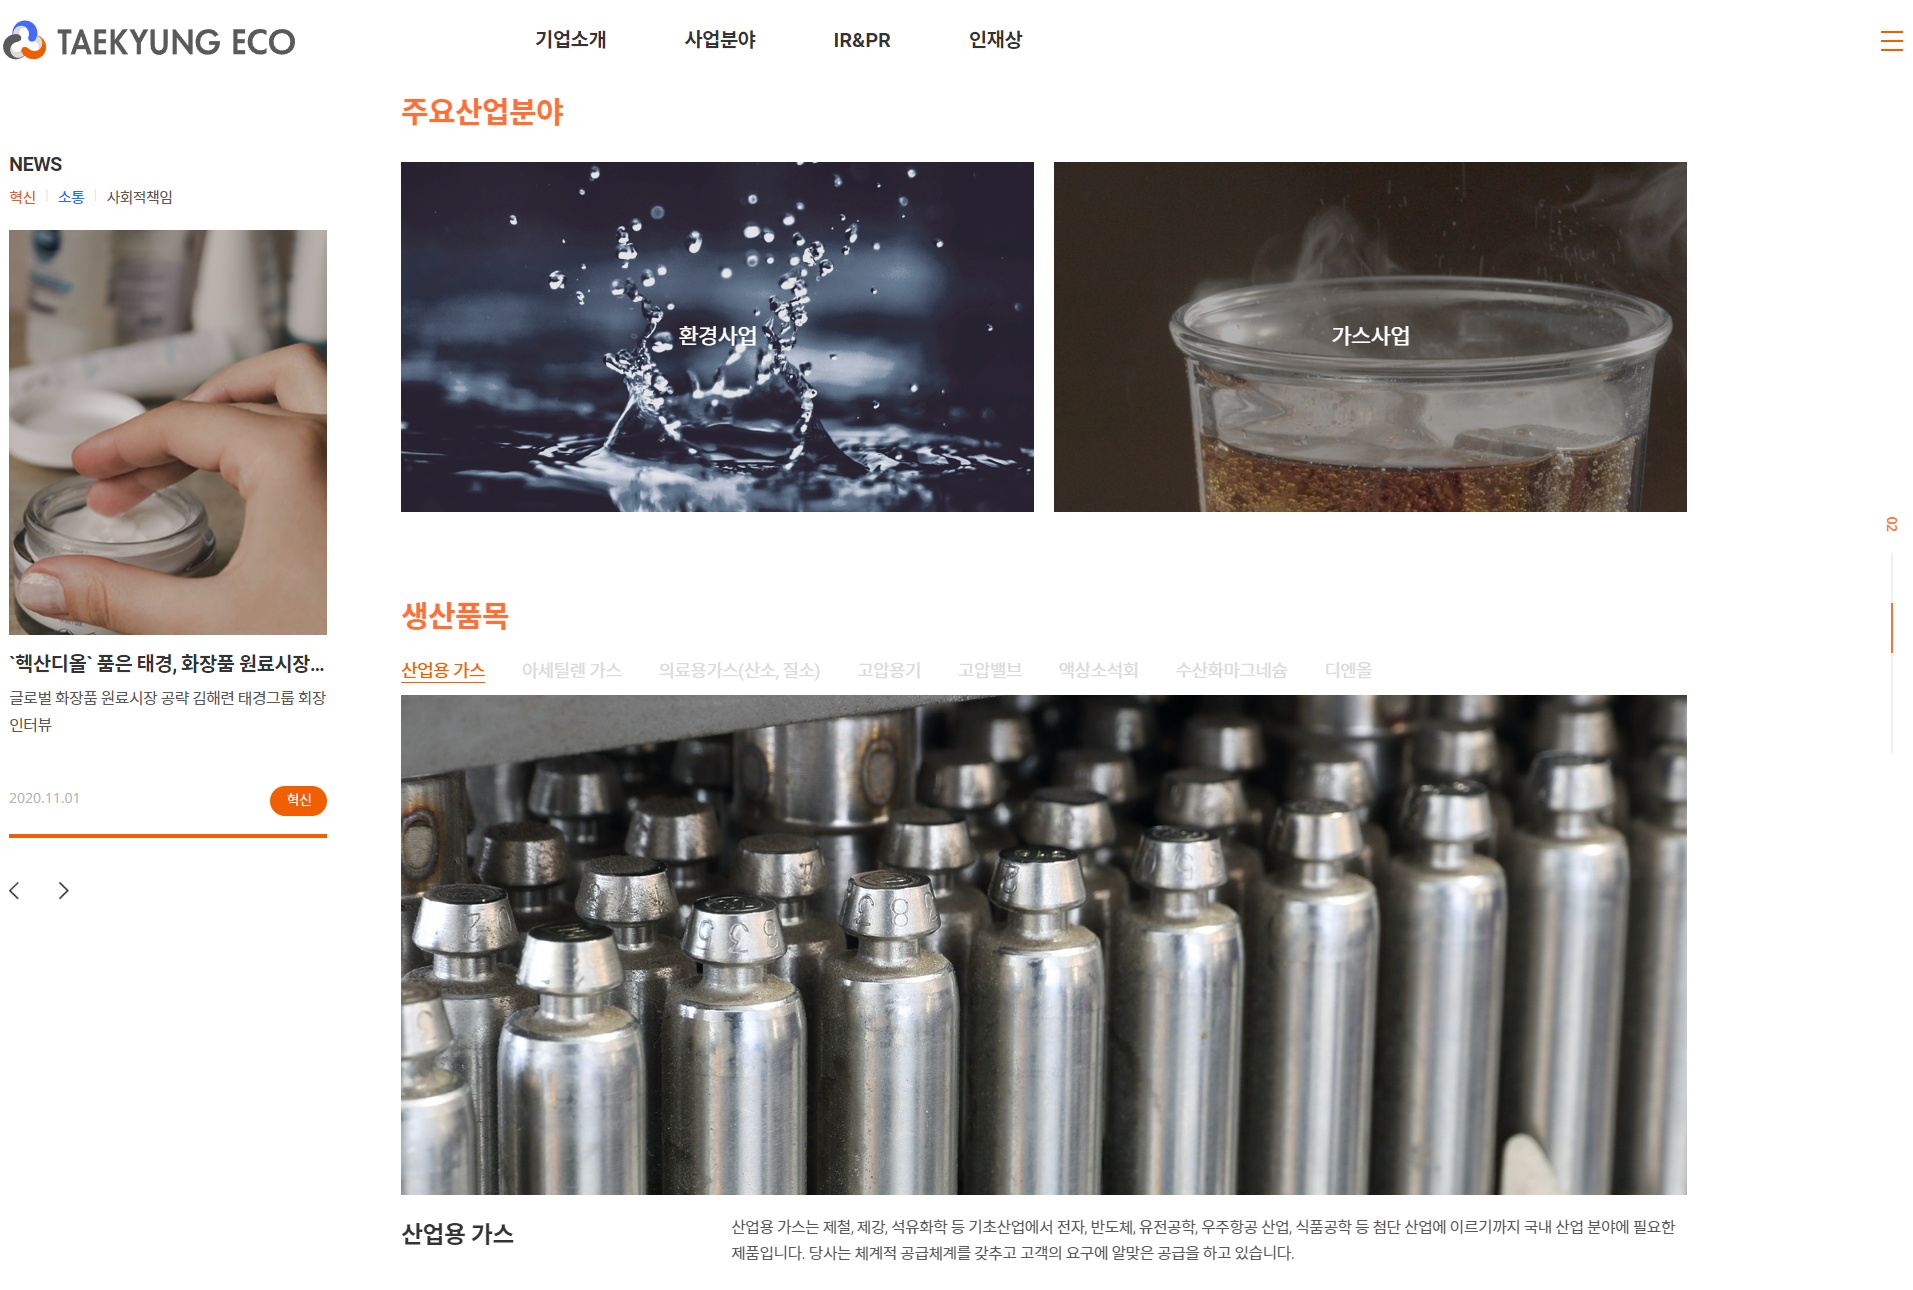 TAEKYUNG ECO
기업소개 사업분야 IR&PR 인재상
주요산업분야
NEWS
혁신 소통 사회적책임
환경사업
가스사업
`헥산디올` 품은 태경, 화장품 원료시장...
글로벌 화장품 원료시장 공략 김해련 태경그룹 회장
인터뷰
2020.11.01
혁신
02
생산품목
산업용 가스 아세틸렌 가스 의료용가스(산소, 질소) 고압용기 고압밸브 액상소석회 수산화마그네슘 디엔올
산업용 가스
산업용 가스는 제철, 제강, 석유화학 등 기초산업에서 전자, 반도체, 유전공학, 우주항공 산업, 식품공학 등 첨단 산업에 이르기까지 국내 산업 분야에 필요한
제품입니다. 당사는 체계적 공급체계를 갖추고 고객의 요구에 알맞은 공급을 하고 있습니다.